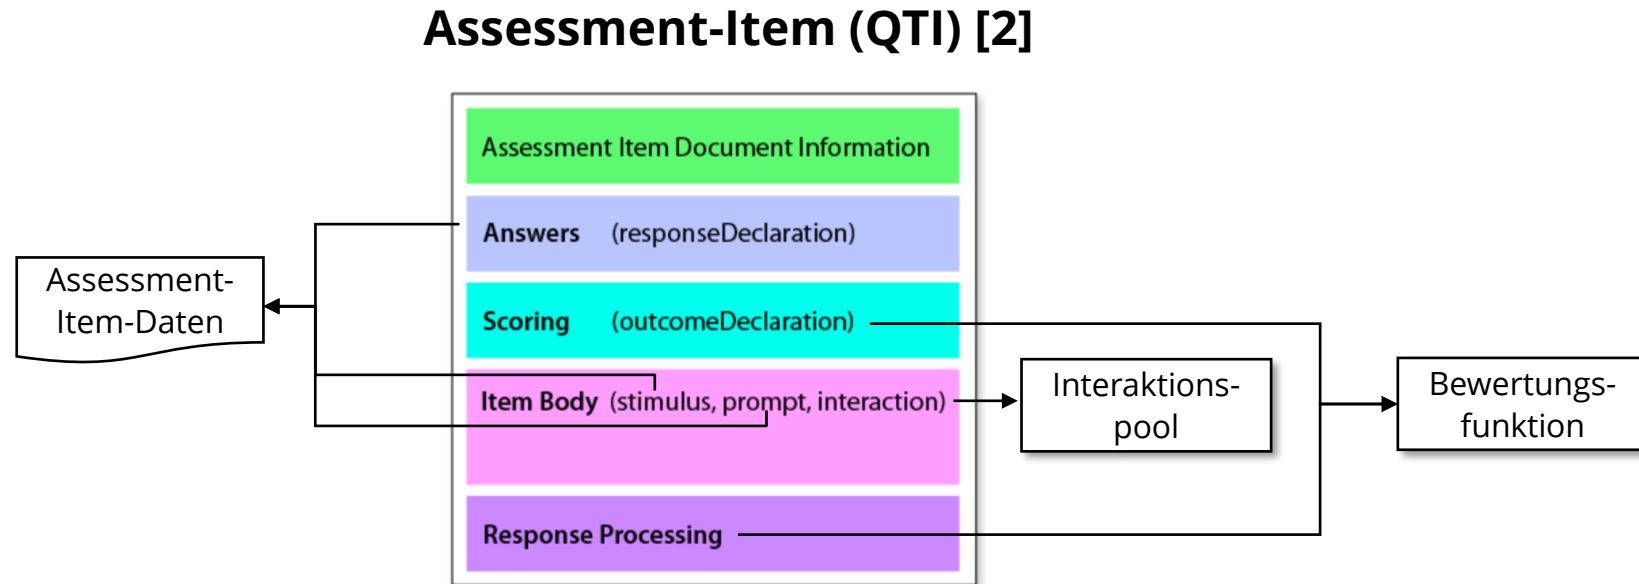 Assessment-Item (QTI) [2]
Assessment Item Document Information
Answers (responseDeclaration)
Assessment-
Item-Daten
Scoring (outcomeDeclaration)
Item Body (stimulus, prompt, interaction)
Interaktions-
pool
Bewertungs-
funktion
Response Processing